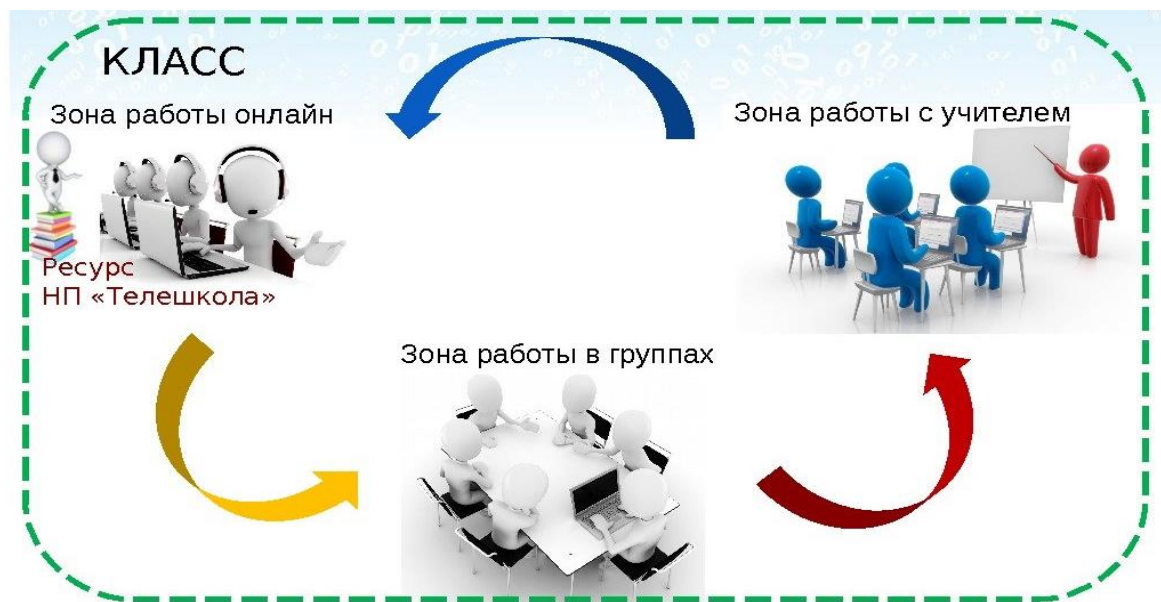 КЛАСС
Зона работы онлайн
Зона работы с учителем
Ресурс
НП «Телешкола»
Зона работы в группах